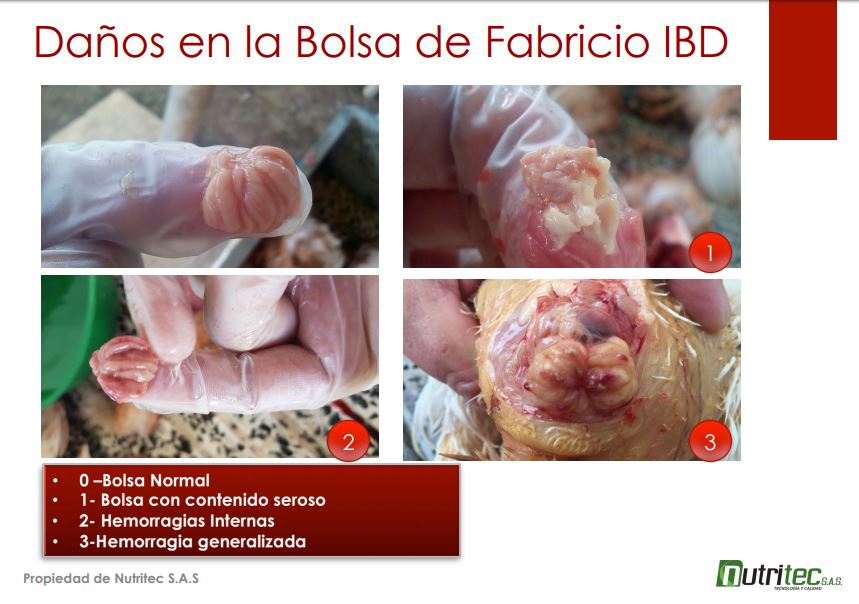 Daños en la Bolsa de Fabricio IBD
1
2
3
• 0 –Bolsa Normal
• 1- Bolsa con contenido seroso
• 2- Hemorragias Internas
• 3-Hemorragia generalizada
Propiedad de Nutritec S.A.S
nutritec S.A.S.
TECNOLOGÍA Y CALIDAD